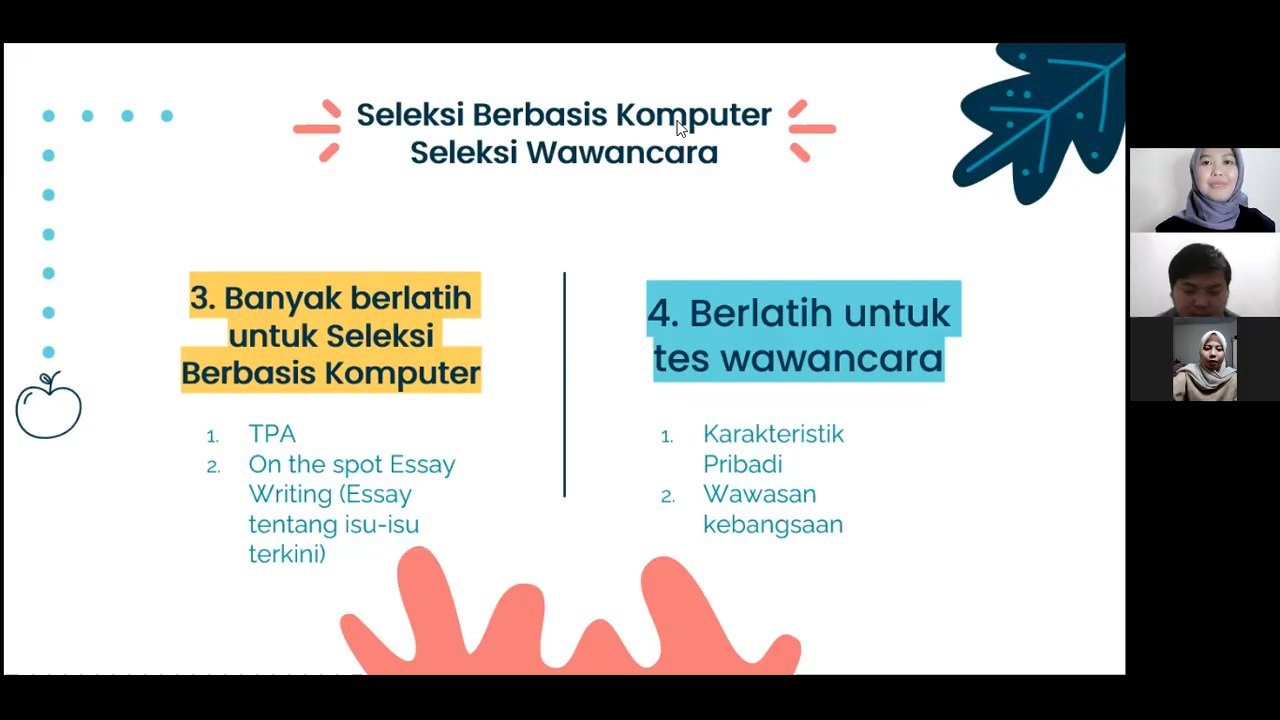 Seleksi Berbasis Komputer
Seleksi Wawancara
3. Banyak berlatih
untuk Seleksi
Berbasis Komputer
1. TPA
2. On the spot Essay
Writing (Essay
tentang isu-isu
terkini)
4. Berlatih untuk
tes wawancara
1. Karakteristik
Pribadi
2. Wawasan
kebangsaan